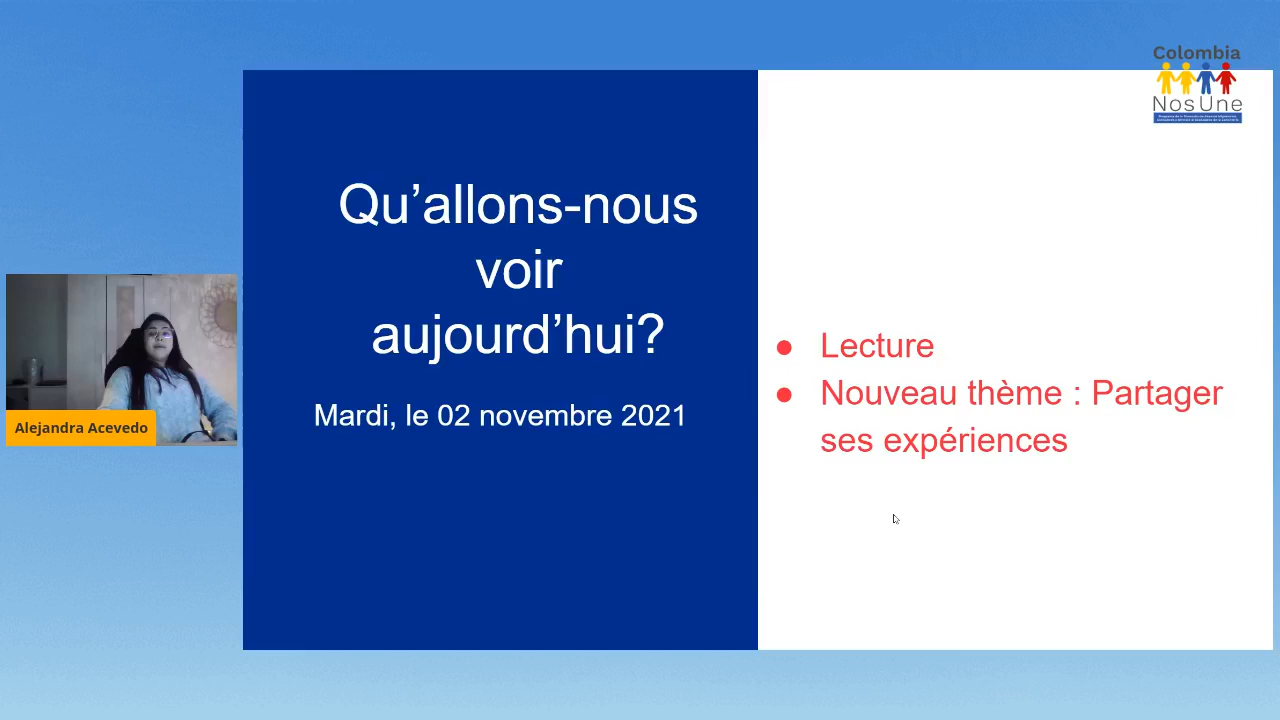 Colombia
NosUne
Qu’allons-nous
voir
aujourd’hui?
Mardi, le 02 novembre 2021
● Lecture
● Nouveau thème : Partager
ses expériences
Alejandra Acevedo